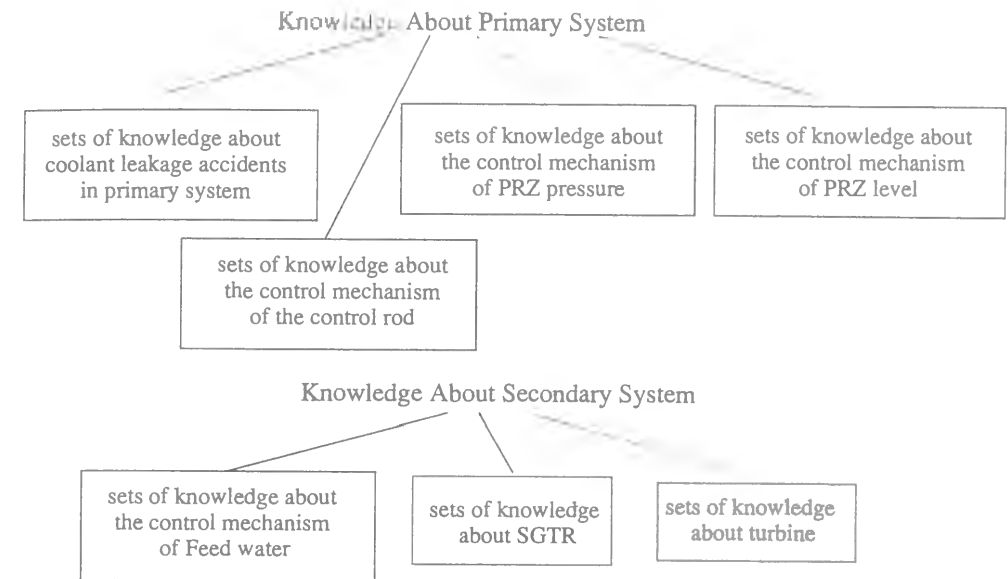 Knowledge About Primary System
sets of knowledge about
coolant leakage accidents
in primary system
sets of knowledge about
the control mechanism
of PRZ pressure
sets of knowledge about
the control mechanism
of PRZ level
sets of knowledge about
the control mechanism
of the control rod
Knowledge About Secondary System
sets of knowledge about
the control mechanism
of Feed water
sets of knowledge
about SGTR
sets of knowledge
about turbine